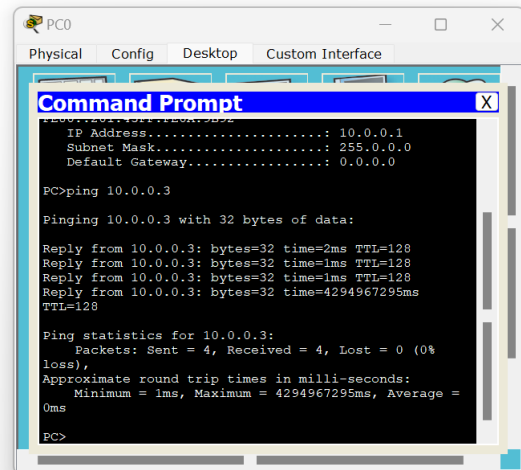 PC0
Physical Config Desktop Custom Interface
Command Prompt X
IP Address......................: 10.0.0.1
Subnet Mask.....................: 255.0.0.0
Default Gateway.................: 0.0.0.0
PC>ping 10.0.0.3
Pinging 10.0.0.3 with 32 bytes of data:
Reply from 10.0.0.3: bytes=32 time=2ms TTL=128
Reply from 10.0.0.3: bytes=32 time=1ms TTL=128
Reply from 10.0.0.3: bytes=32 time=1ms TTL=128
Reply from 10.0.0.3: bytes=32 time=4294967295ms
TTL=128
Ping statistics for 10.0.0.3:
Packets: Sent = 4, Received = 4, Lost = 0 (0%
loss),
Approximate round trip times in milli-seconds:
Minimum = 1ms, Maximum = 4294967295ms, Average =
0ms
PC>